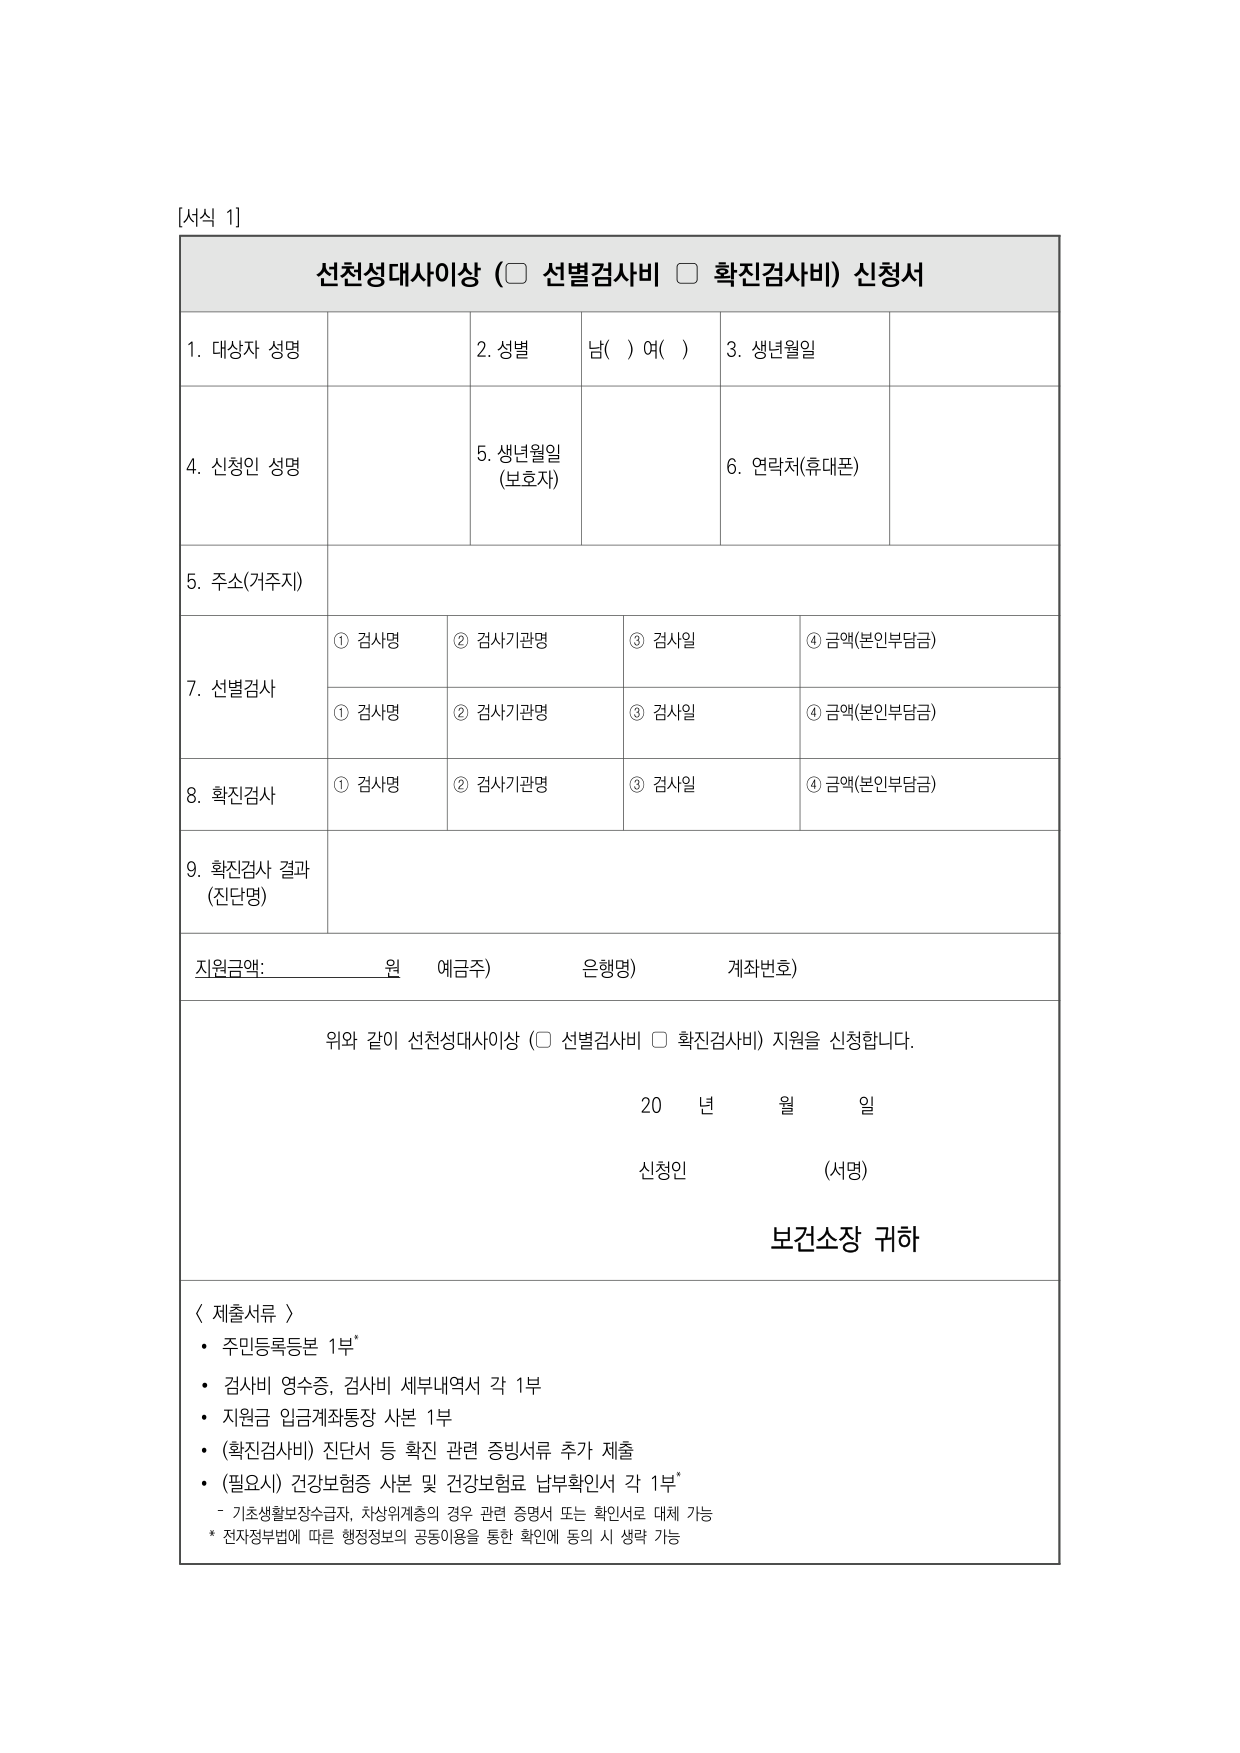 [서식 1]
선천성대사이상 (▢ 선별검사비 ▢ 확진검사비) 신청서
1. 대상자 성명
2. 성별
남( ) 여( )
3. 생년월일
4. 신청인 성명
5. 생년월일
(보호자)
6. 연락처(휴대폰)
5. 주소(거주지)
7. 선별검사
① 검사명
② 검사기관명
③ 검사일
④ 금액(본인부담금)
① 검사명
② 검사기관명
③ 검사일
④ 금액(본인부담금)
8. 확진검사
① 검사명
② 검사기관명
③ 검사일
④ 금액(본인부담금)
9. 확진검사 결과
(진단명)
지원금액: 원 예금주) 은행명) 계좌번호)
위와 같이 선천성대사이상 (▢ 선별검사비 ▢ 확진검사비) 지원을 신청합니다.
20 년 월 일
신청인 (서명)
보건소장 귀하
〈 제출서류 〉
• 주민등록등본 1부*
• 검사비 영수증, 검사비 세부내역서 각 1부
• 지원금 입금계좌통장 사본 1부
• (확진검사비) 진단서 등 확진 관련 증빙서류 추가 제출
• (필요시) 건강보험증 사본 및 건강보험료 납부확인서 각 1부*
- 기초생활보장수급자, 차상위계층의 경우 관련 증명서 또는 확인서로 대체 가능
* 전자정부법에 따른 행정정보의 공동이용을 통한 확인에 동의 시 생략 가능